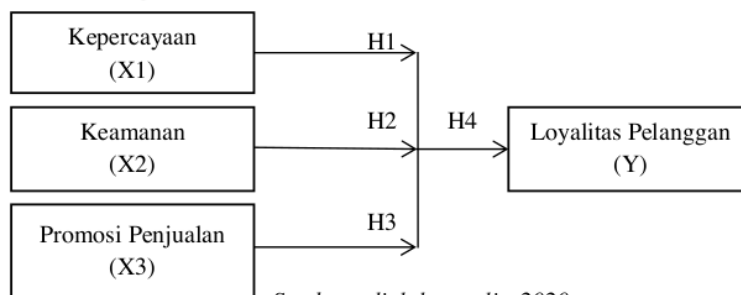 Kepercayaan
(X1)
H1
Keamanan
(X2)
H2
H4
Loyalitas Pelanggan
(Y)
Promosi Penjualan
(X3)
H3